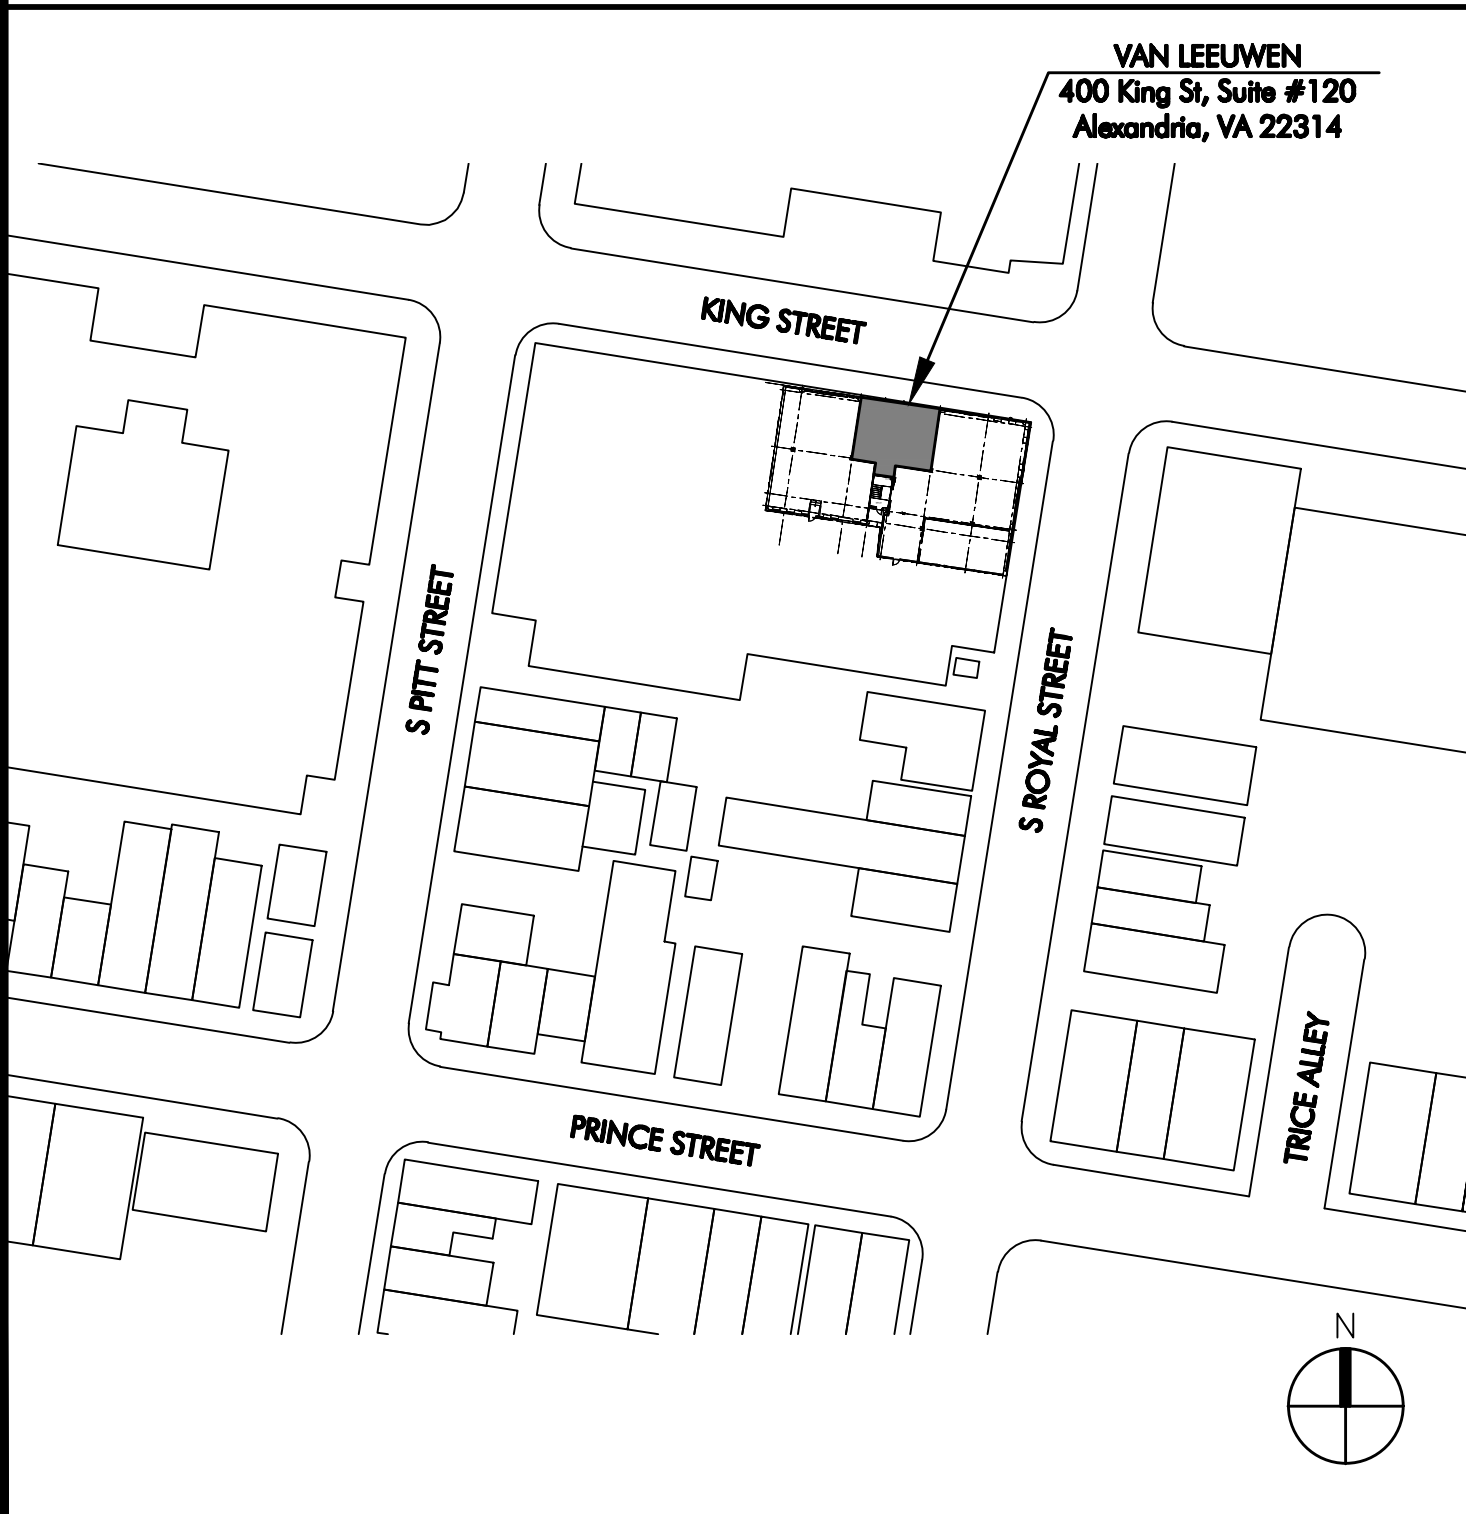 VAN LEEUWEN
400 King St, Suite #120
Alexandria, VA 22314
KING STREET
S PITT STREET
S ROYAL STREET
TRICE ALLEY
PRINCE STREET
N